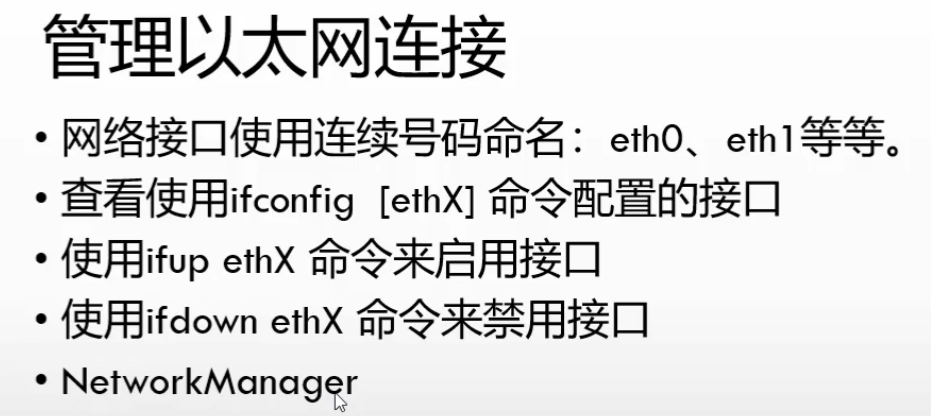 管理以太网连接
• 网络接口使用连续号码命名：eth0、eth1等等。
• 查看使用ifconfig [ethX] 命令配置的接口
• 使用ifup ethX 命令来启用接口
• 使用ifdown ethX 命令来禁用接口
• NetworkManager